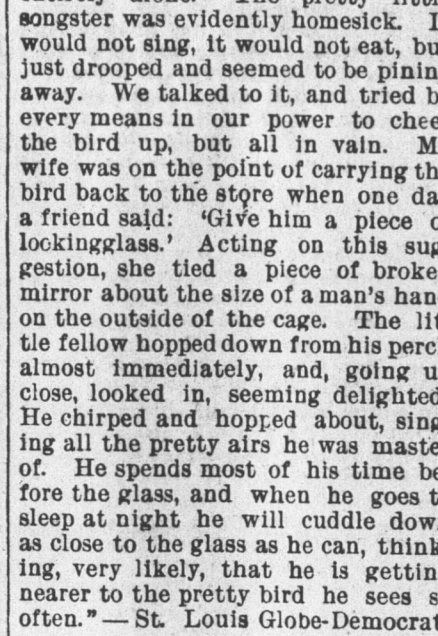 songster was evidently homesick. I
would not sing, it would not eat, bu
just drooped and seemed to be pinin
away. We talked to it, and tried b
every means in our power to chee
the bird up, but all in vain. M
wife was on the point of carrying th
bird back to the store when one da
a friend said: 'Give him a piece o
lockingglass.' Acting on this sug
gestion, she tied a piece of broke
mirror about the size of a man's han
on the outside of the cage. The lit
tle fellow hopped down from his perc
almost immediately, and, going u
close, looked in, seeming delighted
He chirped and hopped about, sing
ing all the pretty airs he was maste
of. He spends most of his time be
fore the glass, and when he goes t
sleep at night he will cuddle dow
as close to the glass as he can, think
ing, very likely, that he is gettin
nearer to the pretty bird he sees s
often."— St. Louis Globe-Democrat